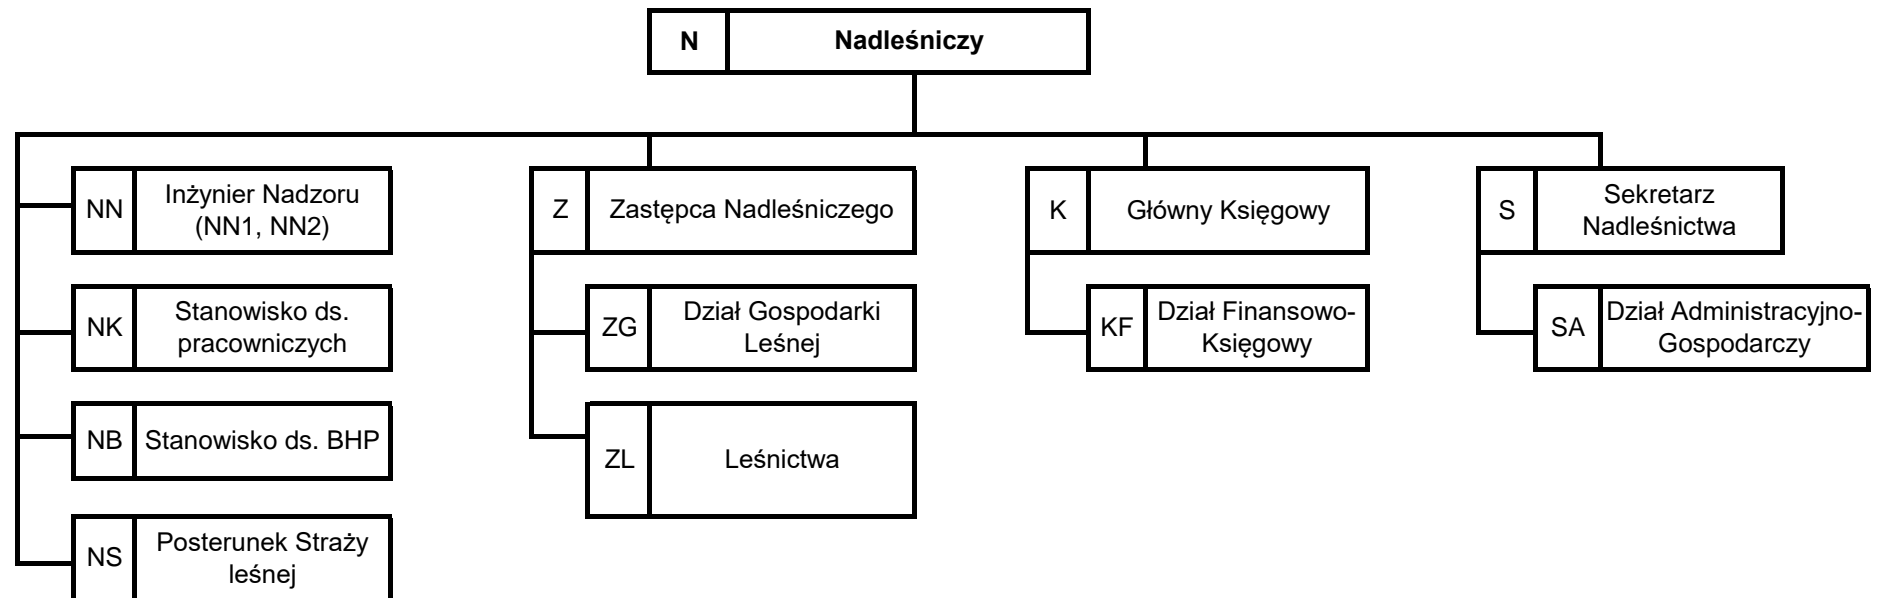 N
Nadleśniczy
NN
Inżynier Nadzoru
(NN1, NN2)
Z
Zastępca Nadleśniczego
K
Główny Księgowy
S
Sekretarz
Nadleśnictwa
NK
Stanowisko ds.
pracowniczych
ZG
Dział Gospodarki
Leśnej
KF
Dział Finansowo-
Księgowy
SA
Dział Administracyjno-
Gospodarczy
NB
Stanowisko ds. BHP
ZL
Leśnictwa
NS
Posterunek Straży
leśnej